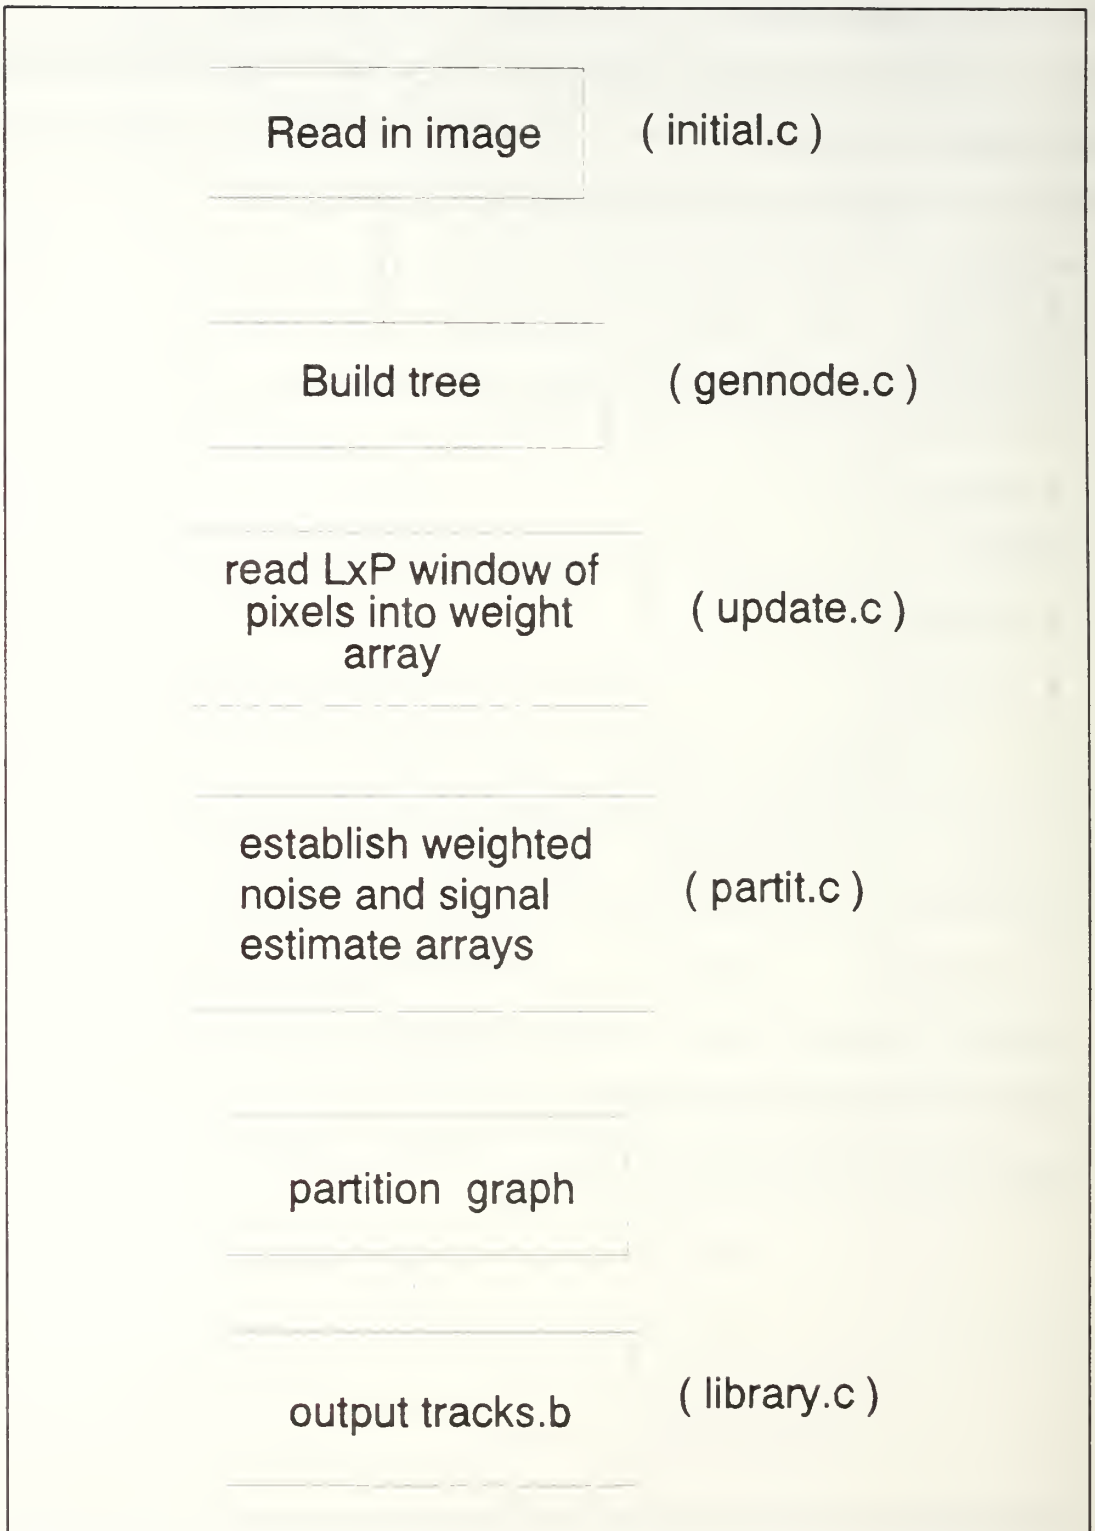 Read in image ( initial.c )
Build tree ( gennode.c )
read LxP window of
pixels into weight ( update.c )
array
establish weighted
noise and signal ( partit.c )
estimate arrays
partition graph
output tracks.b ( library.c )